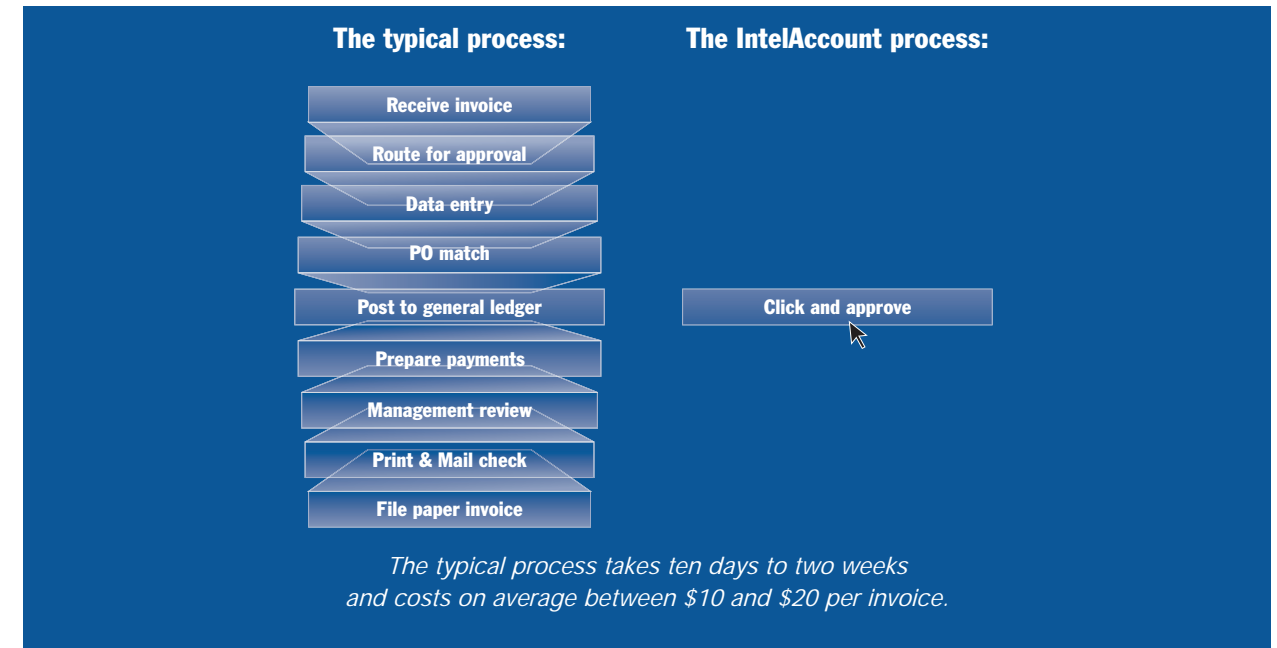 The typical process:
The IntelAccount process:
Receive invoice
Route for approval
Data entry
PO match
Post to general ledger
Click and approve
Prepare payments
Management review
Print & Mail check
File paper invoice
The typical process takes ten days to two weeks
and costs on average between $10 and $20 per invoice.